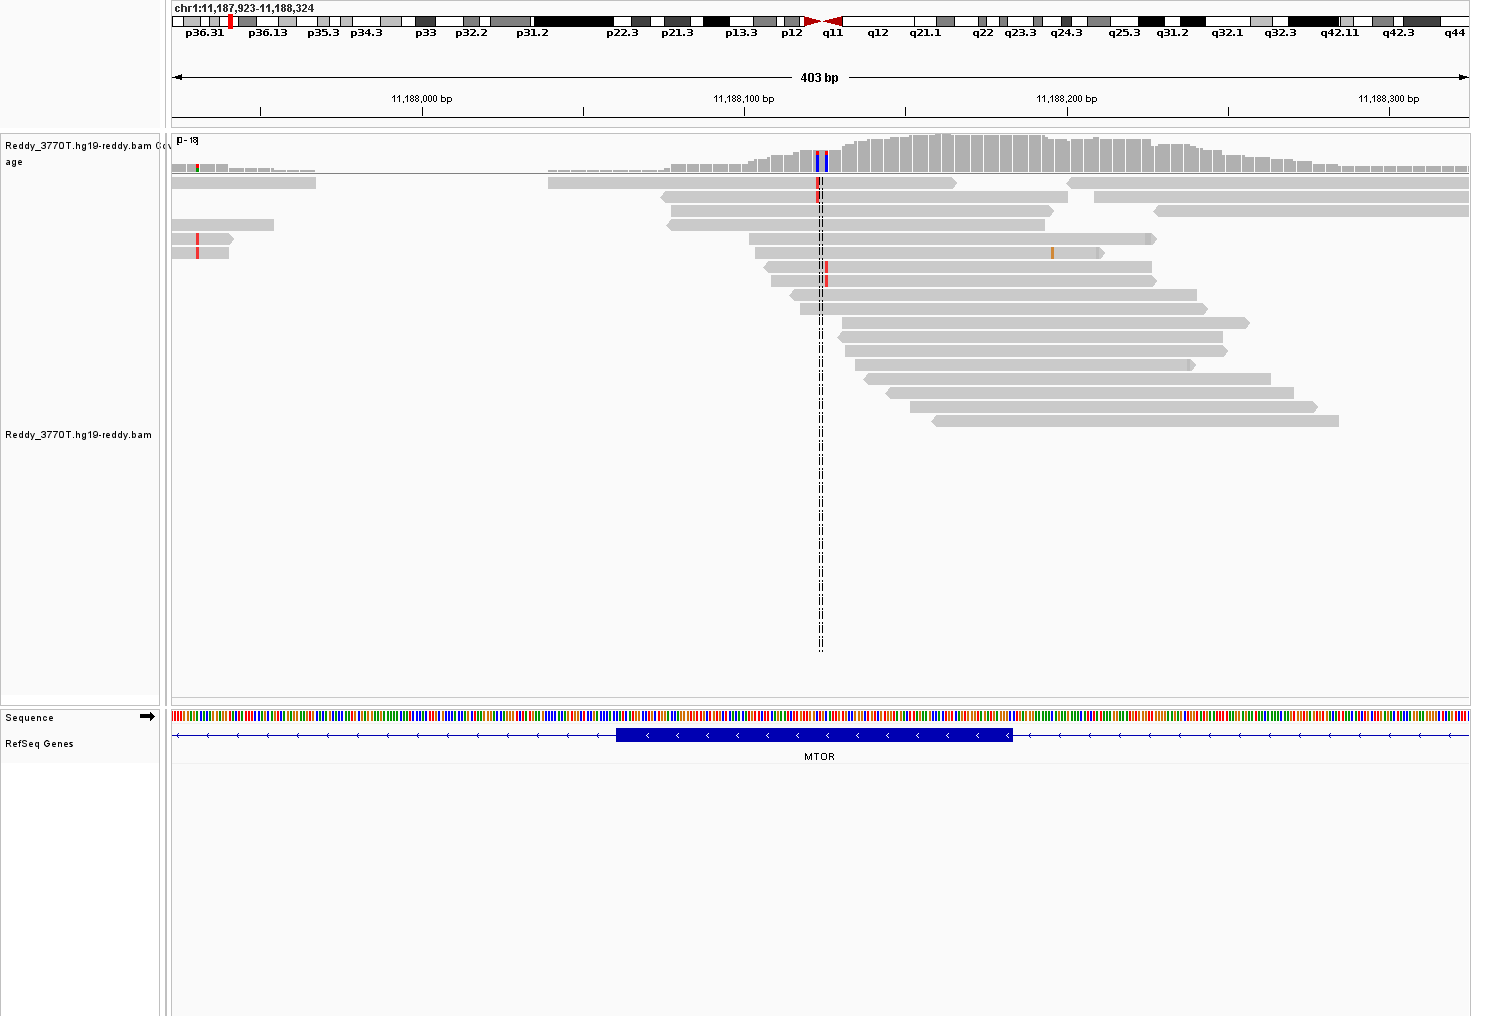 chr1:11,187,923-11,188,324
p36.31 p36.13 p35.3 p34.3 p33 p32.2 p31.2 p22.3 p21.3 p13.3 p12 q11 q12 q21.1 q22 q23.3 q24.3 q25.3 q31.2 q32.1 q32.3 q42.11 q42.3 q44
403 bp
11,188,000 bp 11,188,100 bp 11,188,200 bp 11,188,300 bp
Reddy_3770T.hg19-reddy.bam Cov
age
[0 - 18]
Reddy_3770T.hg19-reddy.bam
Sequence
RefSeq Genes
MTOR